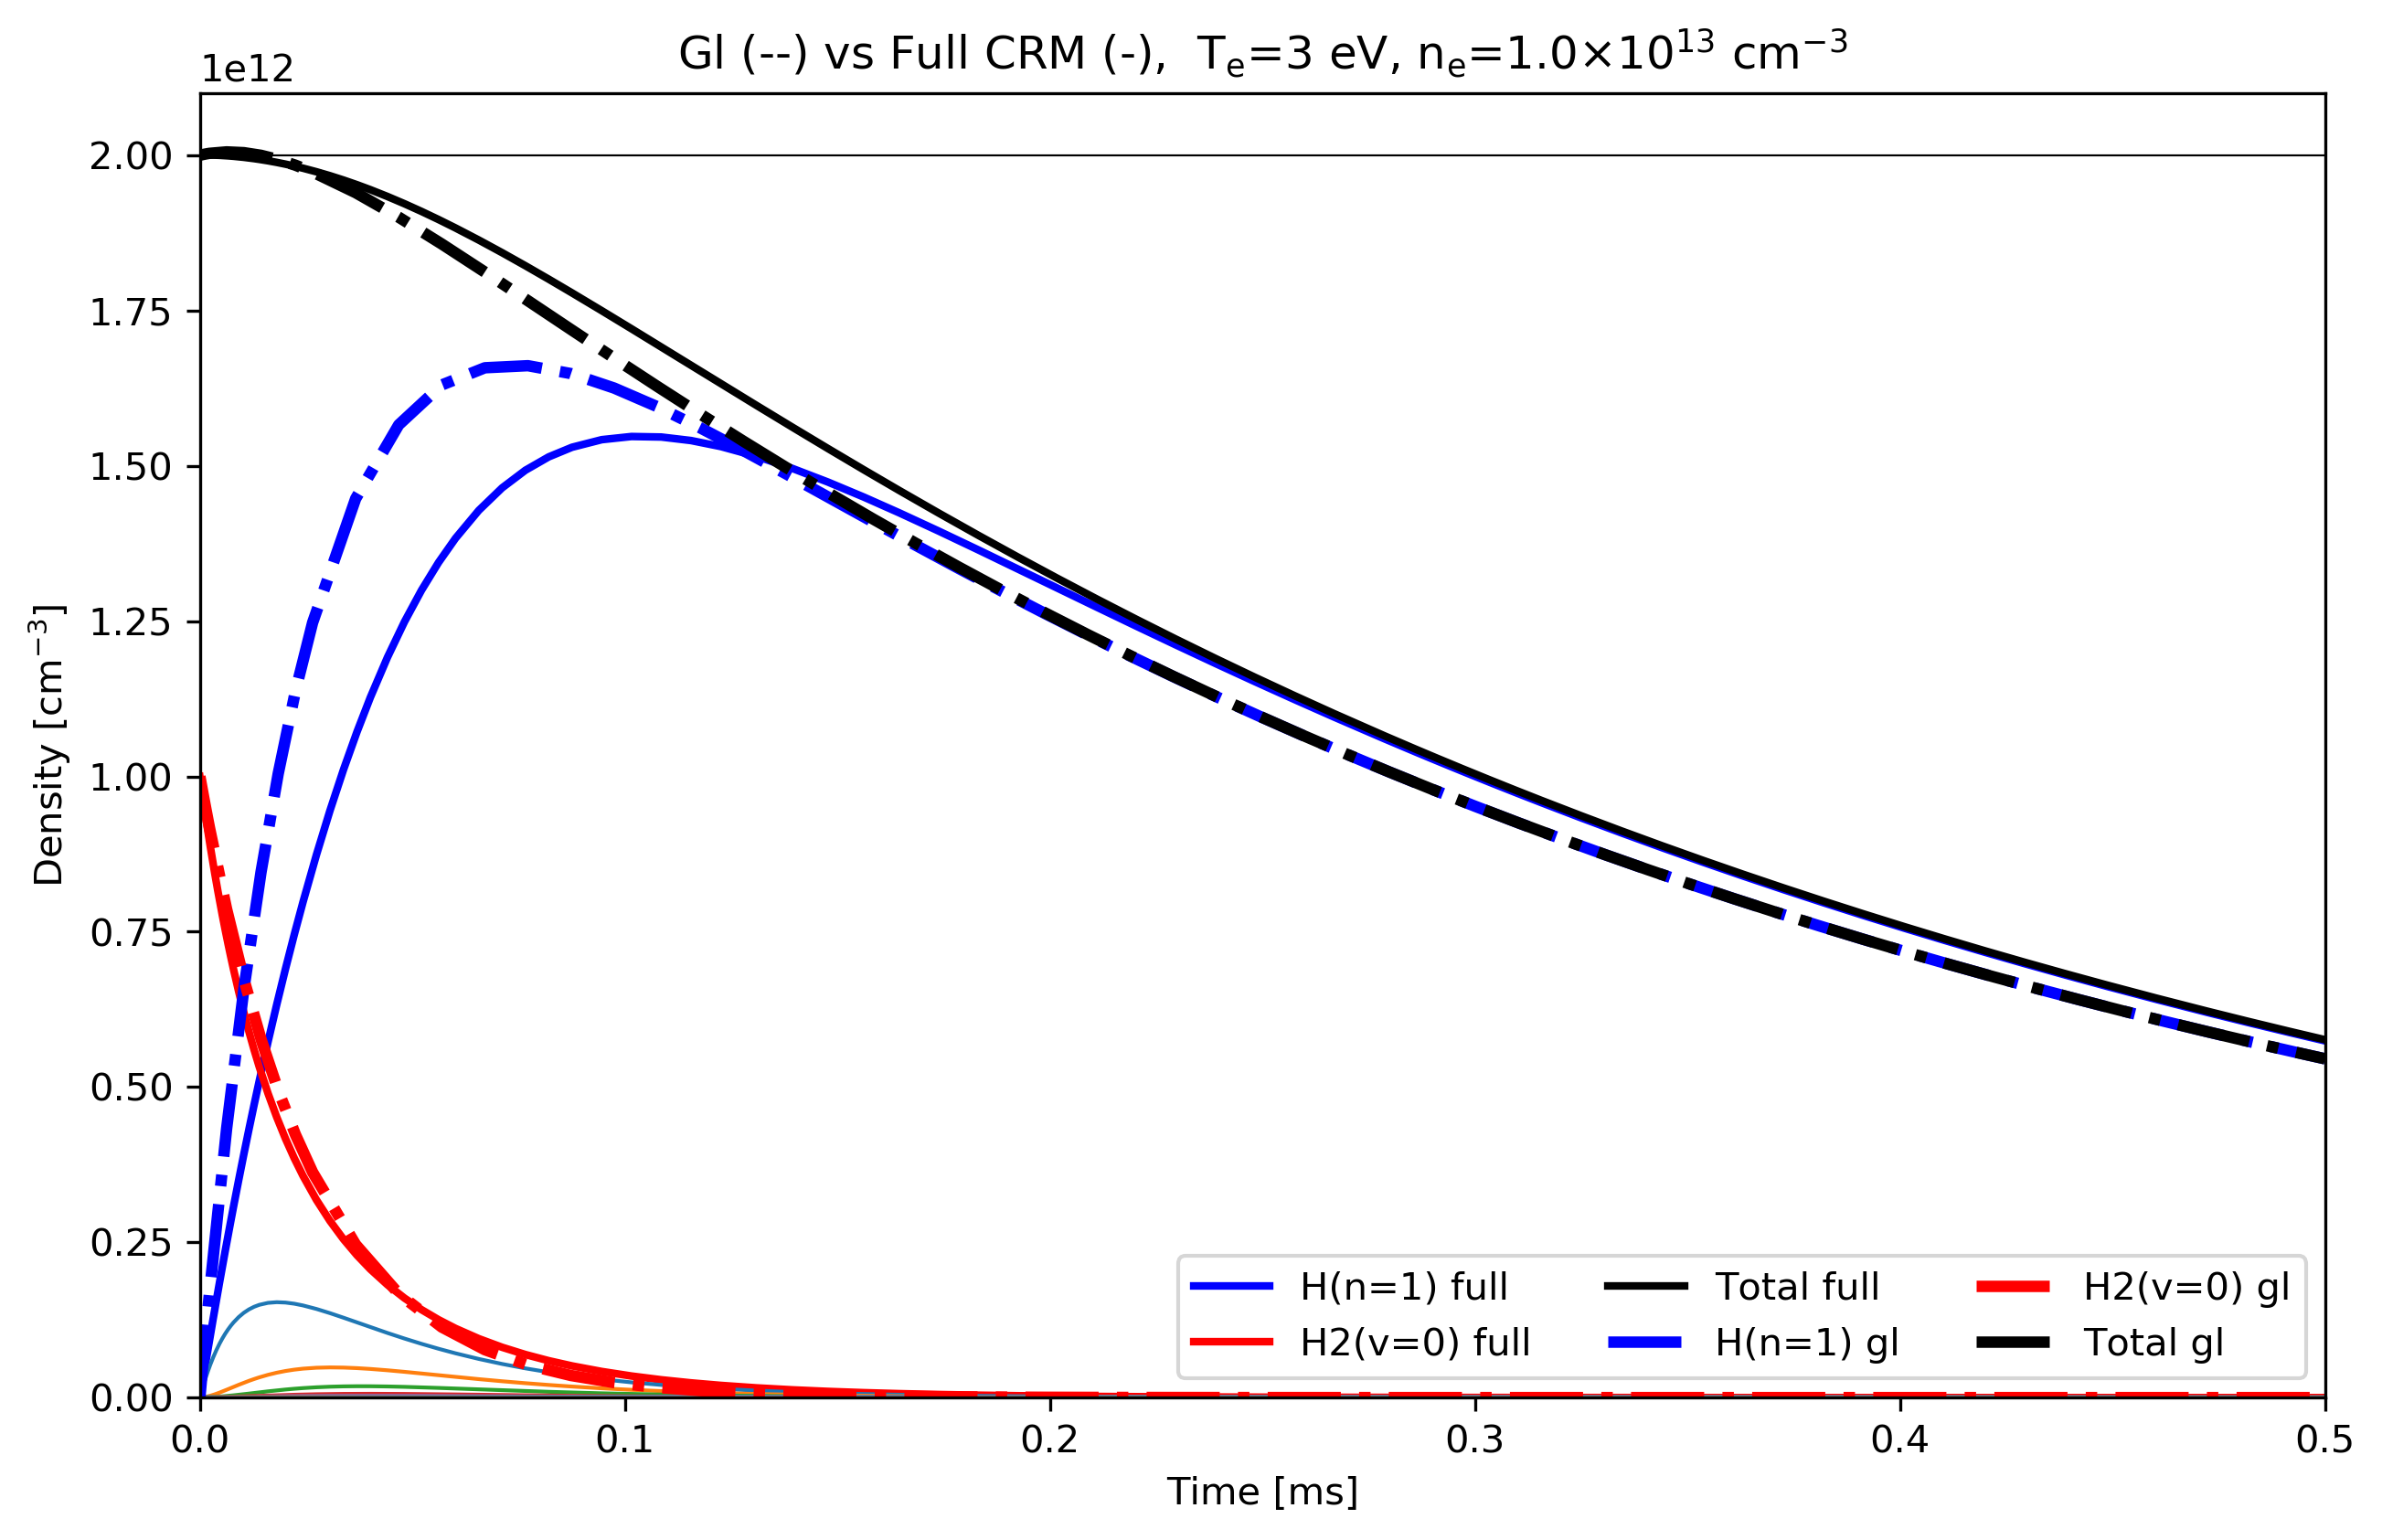 Gl (--) vs Full CRM (-),  Tₑ=3 eV, nₑ=1.0×10¹³ cm⁻³
1e12
2.00
1.75
1.50
1.25
1.00
0.75
0.50
0.25
0.00
Density [cm⁻³]
H(n=1) full
H2(v=0) full
Total full
H(n=1) gl
H2(v=0) gl
Total gl
0.0 0.1 0.2 0.3 0.4 0.5
Time [ms]